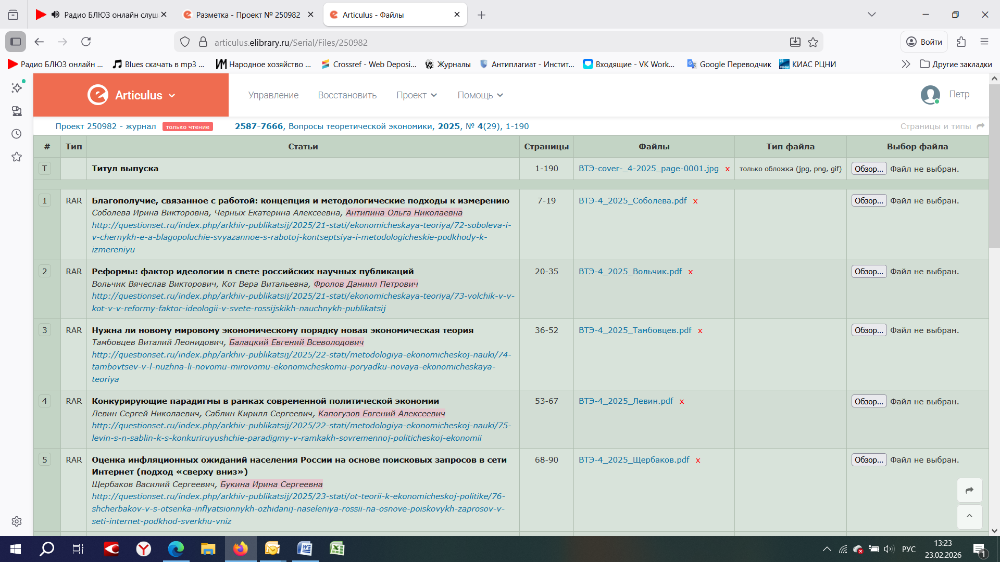 Радио БЛЮЗ онлайн слуш
Разметка - Проект № 250982
Articulus - Файлы
articulus.elibrary.ru/Serial/Files/250982
Войти
Радио БЛЮЗ онлайн ...
Blues скачать в mp3 ...
Народное хозяйство ...
Crossref - Web Deposi...
Журналы
Антиплагиат - Инстит...
Входящие - VK Work...
Google Переводчик
КИАС РЦНИ
Другие закладки
Articulus
Управление
Восстановить
Проект
Помощь
Петр
Проект 250982 - журнал только чтение 2587-7666, Вопросы теоретической экономики, 2025, № 4(29), 1-190
Страницы и типы
# Тип Статьи Страницы Файлы Тип файла Выбор файла
Т Титул выпуска 1-190 ВТЭ-cover-_4-2025_page-0001.jpg x только обложка (jpg, png, gif) Обзор... Файл не выбран.
1 RAR Благополучие, связанное с работой: концепция и методологические подходы к измерению 7-19 ВТЭ-4_2025_Соболева.pdf x Обзор... Файл не выбран.
Соболева Ирина Викторовна, Черных Екатерина Алексеевна, Антипина Ольга Николаевна
http://questionset.ru/index.php/arkhiv-publikatsij/2025/21-stati/ekonomicheskaya-teoriya/72-soboleva-i-
v-chernykh-e-a-blagopoluchie-svyazannoe-s-rabotoj-kontseptsiya-i-metodologicheskie-podkhody-k-
izmereniyu
2 RAR Реформы: фактор идеологии в свете российских научных публикаций 20-35 ВТЭ-4_2025_Вольчик.pdf x Обзор... Файл не выбран.
Вольчик Вячеслав Викторович, Кот Вера Витальевна, Фролов Даниил Петрович
http://questionset.ru/index.php/arkhiv-publikatsij/2025/21-stati/ekonomicheskaya-teoriya/73-volchik-v-v-
kot-v-v-reformy-faktor-ideologii-v-svete-rossijskikh-nauchnykh-publikatsij
3 RAR Нужна ли новому мировому экономическому порядку новая экономическая теория 36-52 ВТЭ-4_2025_Тамбовцев.pdf x Обзор... Файл не выбран.
Тамбовцев Виталий Леонидович, Балацкий Евгений Всеволодович
http://questionset.ru/index.php/arkhiv-publikatsij/2025/22-stati/metodologiya-ekonomicheskoj-nauki/74-
tambovtsev-v-l-nuzhna-li-novomu-mirovomu-ekonomicheskomu-poryadku-novaya-ekonomicheskaya-
teoriya
4 RAR Конкурирующие парадигмы в рамках современной политической экономии 53-67 ВТЭ-4_2025_Левин.pdf x Обзор... Файл не выбран.
Левин Сергей Николаевич, Саблин Кирилл Сергеевич, Капогузов Евгений Алексеевич
http://questionset.ru/index.php/arkhiv-publikatsij/2025/22-stati/metodologiya-ekonomicheskoj-nauki/75-
levin-s-n-sablin-k-s-konkuriruyushchie-paradigmy-v-ramkakh-sovremennoj-politicheskoj-ekonomii
5 RAR Оценка инфляционных ожиданий населения России на основе поисковых запросов в сети 68-90 ВТЭ-4_2025_Щербаков.pdf x Обзор... Файл не выбран.
Интернет (подход «сверху вниз»)
Щербаков Василий Сергеевич, Букина Ирина Сергеевна
http://questionset.ru/index.php/arkhiv-publikatsij/2025/23-stati/ot-teorii-k-ekonomicheskoj-politike/76-
shcherbakov-v-s-otsenka-inflyatsionnykh-ozhidanij-naseleniya-rossii-na-osnove-poiskovykh-zaprosov-v-
seti-internet-podkhod-sverkhu-vniz
РУС
13:23
23.02.2026
1